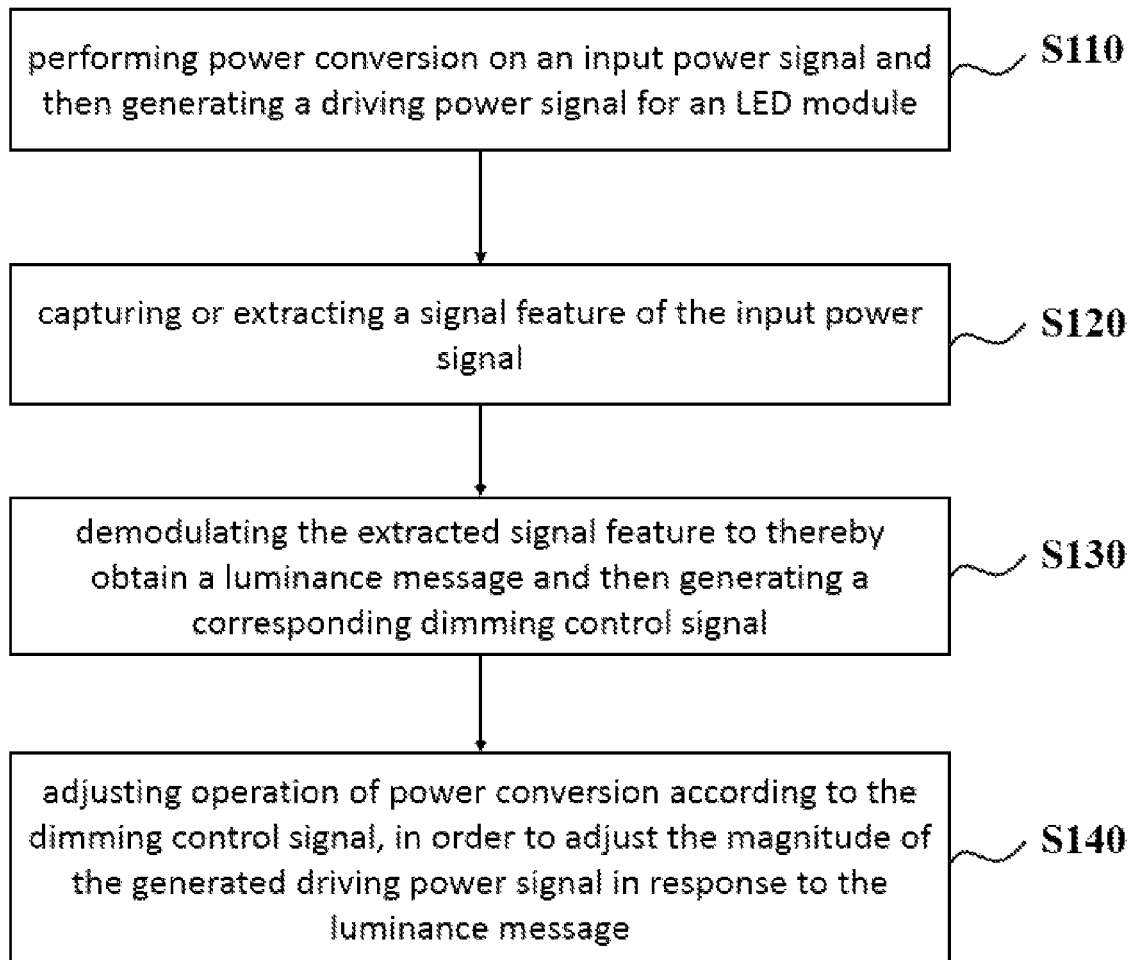 performing power conversion on an input power signal and
then generating a driving power signal for an LED module
S110
capturing or extracting a signal feature of the input power
signal
S120
demodulating the extracted signal feature to thereby
obtain a luminance message and then generating a
corresponding dimming control signal
S130
adjusting operation of power conversion according to the
dimming control signal, in order to adjust the magnitude of
the generated driving power signal in response to the
luminance message
S140